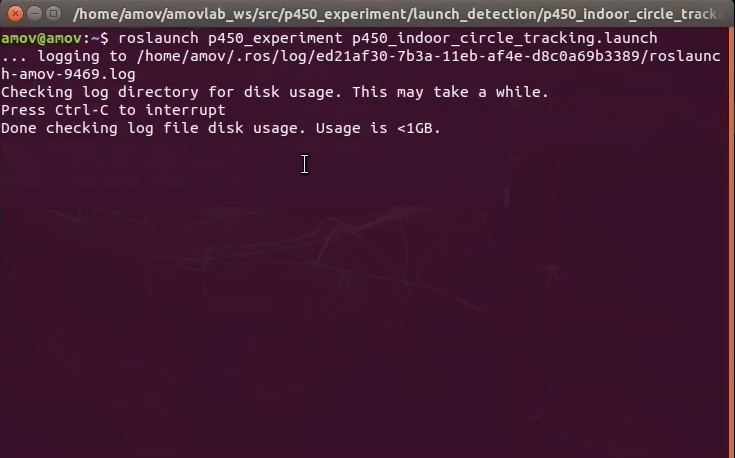 /home/amov/amovlab_ws/src/p450_experiment/launch_detection/p450_indoor_circle_track
amov@amov:~$ roslaunch p450_experiment p450_indoor_circle_tracking.launch
... logging to /home/amov/.ros/log/ed21af30-7b3a-11eb-af4e-d8c0a69b3389/roslaunc
h-amov-9469.log
Checking log directory for disk usage. This may take a while.
Press Ctrl-C to interrupt
Done checking log file disk usage. Usage is <1GB.